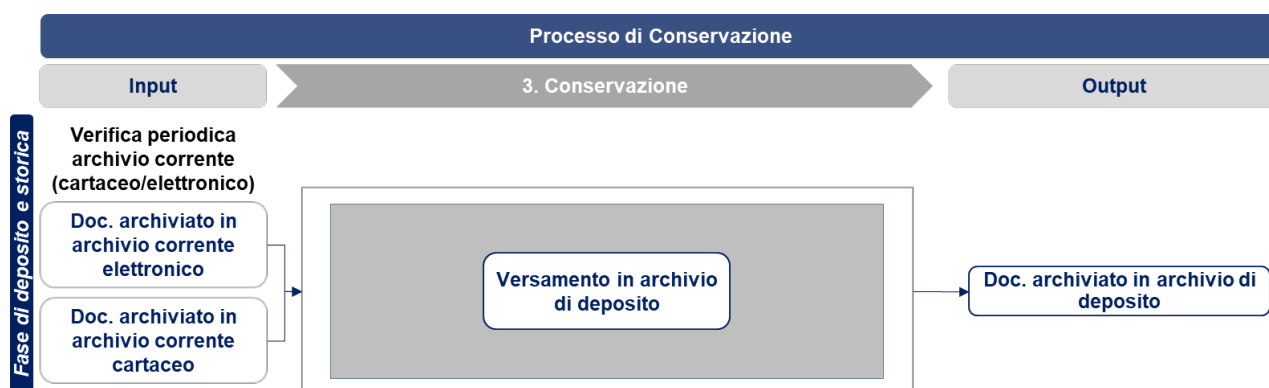 Processo di Conservazione
Input
3. Conservazione
Output
Fase di deposito e storica
Verifica periodica
archivio corrente
(cartaceo/elettronico)
Doc. archiviato in
archivio corrente
elettronico
Doc. archiviato in
archivio corrente
cartaceo
Versamento in archivio
di deposito
Doc. archiviato in archivio di
deposito